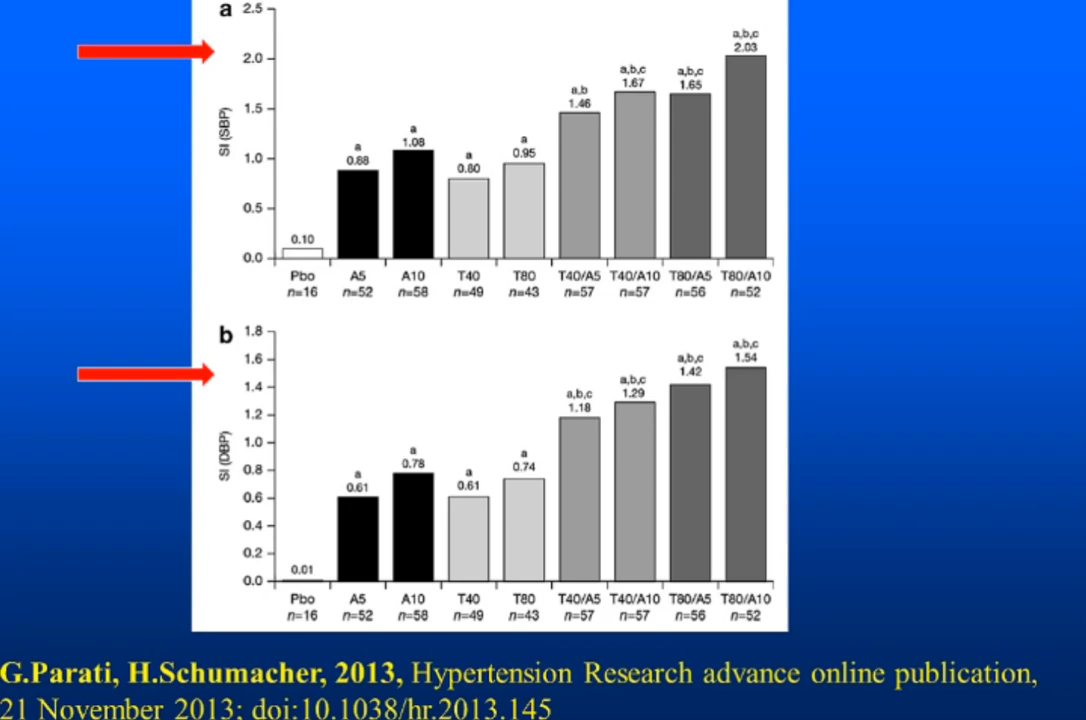 a
2.5
2.0
1.5
1.0
0.5
0.0
SI (SBP)
0.10
a
0.88
a
1.08
a
0.80
a
0.95
a,b
1.46
a,b,c
1.67
a,b,c
1.65
a,b,c
2.03
Pbo A5 A10 T40 T80 T40/A5 T40/A10 T80/A5 T80/A10
n=16 n=52 n=58 n=49 n=43 n=57 n=57 n=56 n=52
b
1.8
1.6
1.4
1.2
1.0
0.8
0.6
0.4
0.2
0.0
SI (DBP)
0.01
a
0.61
a
0.78
a
0.61
a
0.74
a,b,c
1.18
a,b,c
1.29
a,b,c
1.42
a,b,c
1.54
Pbo A5 A10 T40 T80 T40/A5 T40/A10 T80/A5 T80/A10
n=16 n=52 n=58 n=49 n=43 n=57 n=57 n=56 n=52
G.Parati, H.Schumacher, 2013, Hypertension Research advance online publication,
21 November 2013; doi:10.1038/hr.2013.145